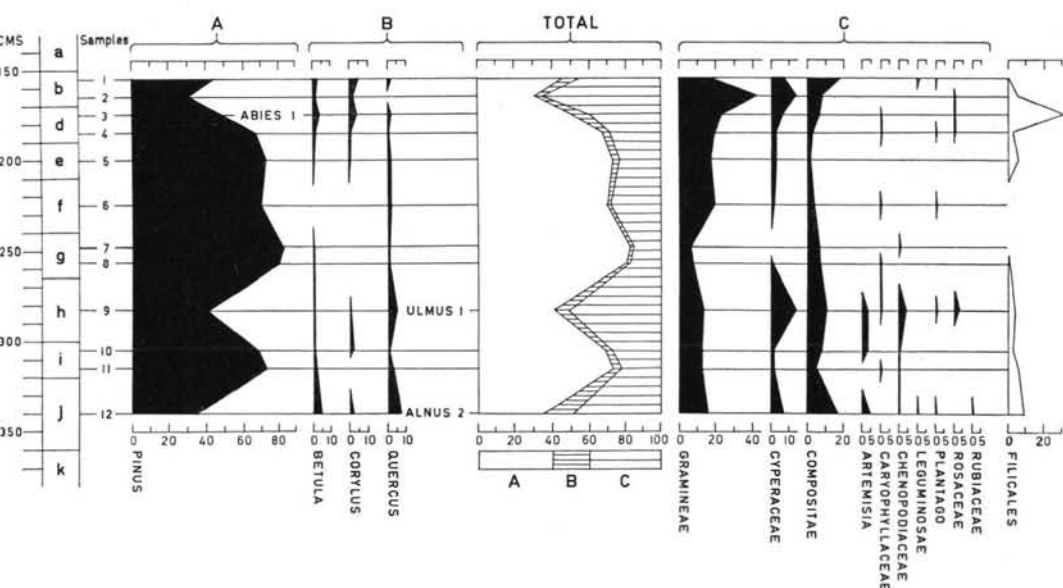 A
B
TOTAL
C
CMS
Samples
a
150
1
b
2
3
ABIES 1
d
4
200
e
5
f
6
7
250
g
8
h
9
ULMUS 1
300
10
i
11
j
12
ALNUS 2
350
k
0 20 40 60 80
0 10
0 10
0 10
0 20 40 60 80 100
0 20 40
0 10
0 20
0 5
0 5
0 5
0 5
0 5
0 5
0 5
0 20
A B C
PINUS
BETULA
CORYLUS
QUERCUS
GRAMINEAE
CYPERACEAE
COMPOSITAE
ARTEMISIA
CARYOPHYLLACEAE
CHENOPODIACEAE
LEGUMINOSAE
PLANTAGO
ROSACEAE
RUBIACEAE
FILICALES